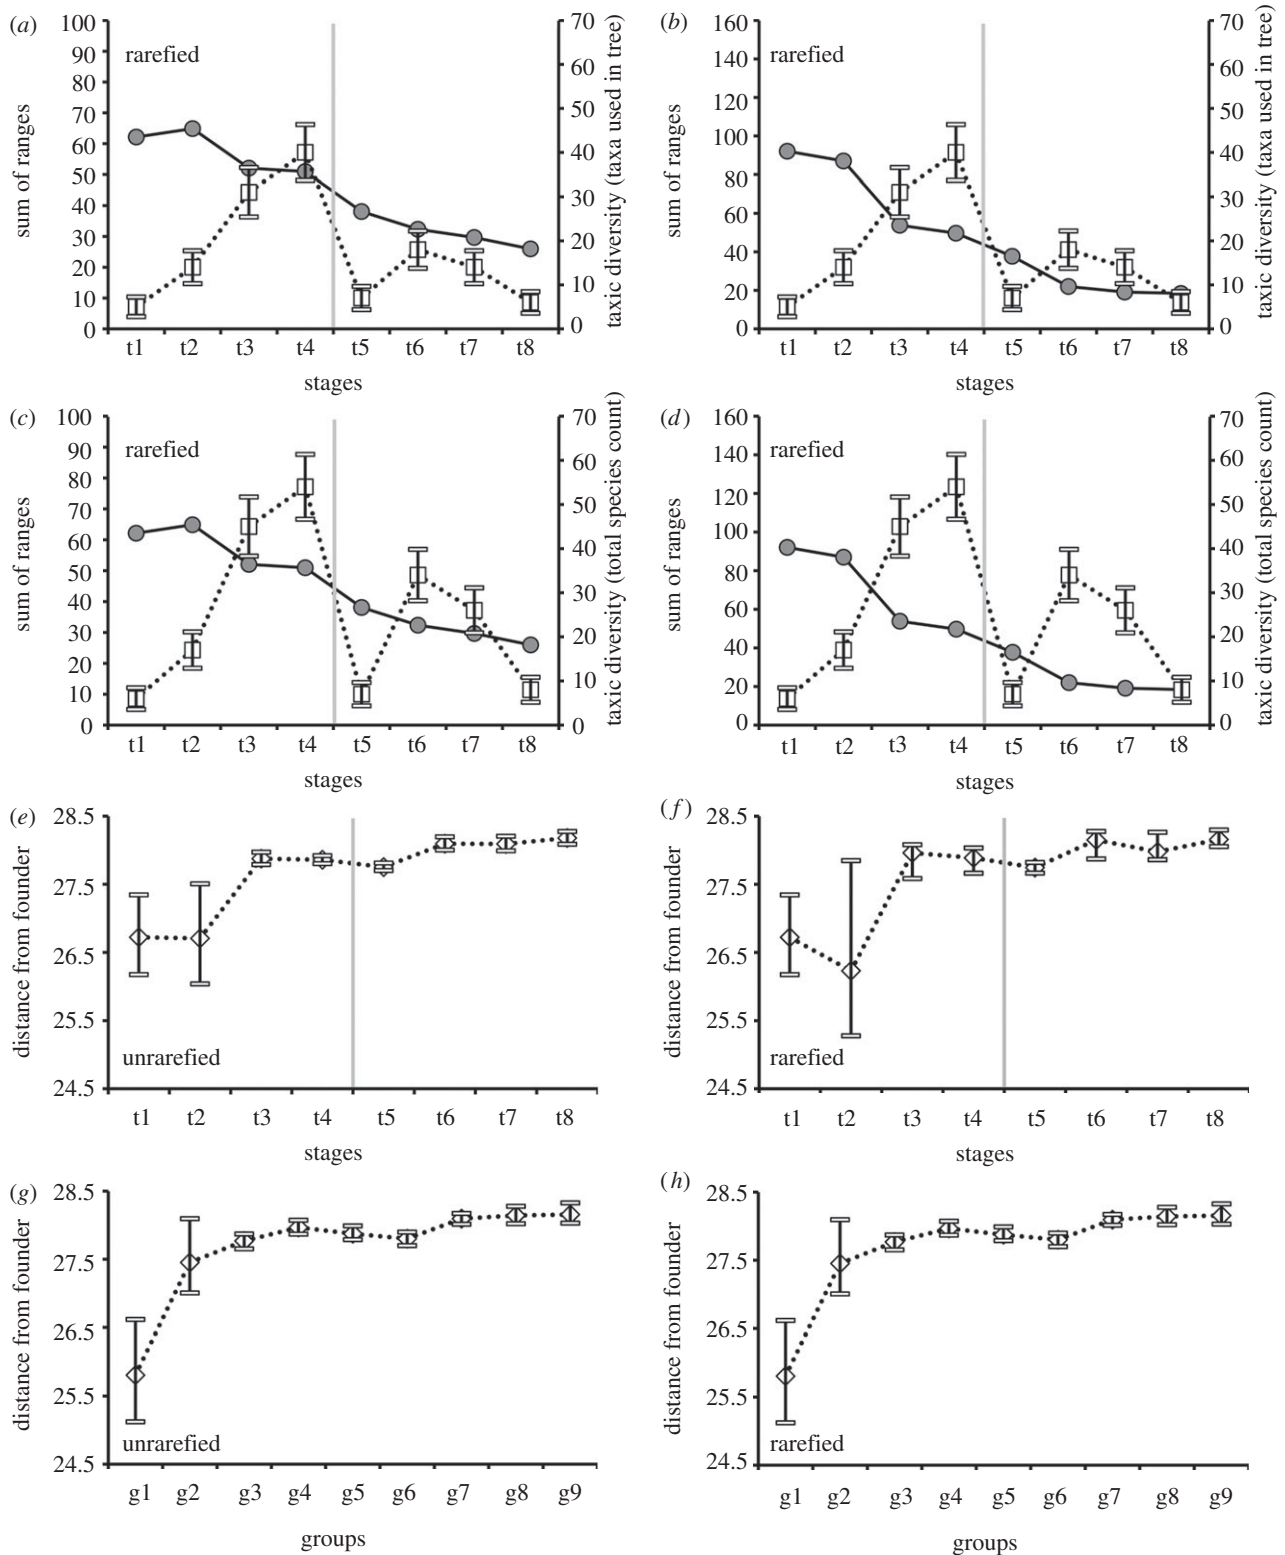 (a)
100
90
80
70
60
50
40
30
20
10
0
sum of ranges
rarefied
70
60
50
40
30
20
10
0
taxic diversity (taxa used in tree)
t1 t2 t3 t4 t5 t6 t7 t8
stages
(b)
160
140
120
100
80
60
40
20
0
sum of ranges
rarefied
70
60
50
40
30
20
10
0
taxic diversity (taxa used in tree)
t1 t2 t3 t4 t5 t6 t7 t8
stages
(c)
100
90
80
70
60
50
40
30
20
10
0
sum of ranges
rarefied
70
60
50
40
30
20
10
0
taxic diversity (total species count)
t1 t2 t3 t4 t5 t6 t7 t8
stages
(d)
160
140
120
100
80
60
40
20
0
sum of ranges
rarefied
70
60
50
40
30
20
10
0
taxic diversity (total species count)
t1 t2 t3 t4 t5 t6 t7 t8
stages
(e)
28.5
27.5
26.5
25.5
24.5
distance from founder
unrarefied
t1 t2 t3 t4 t5 t6 t7 t8
stages
(f)
28.5
27.5
26.5
25.5
24.5
distance from founder
rarefied
t1 t2 t3 t4 t5 t6 t7 t8
stages
(g)
28.5
27.5
26.5
25.5
24.5
distance from founder
unrarefied
g1 g2 g3 g4 g5 g6 g7 g8 g9
groups
(h)
28.5
27.5
26.5
25.5
24.5
distance from founder
rarefied
g1 g2 g3 g4 g5 g6 g7 g8 g9
groups